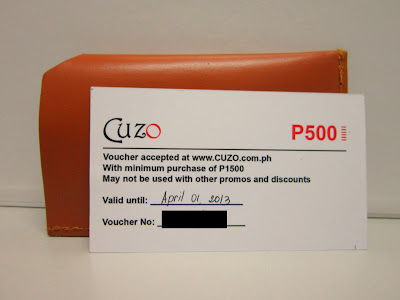 Cuzo
P500
Voucher accepted at www.CUZO.com.ph
With minimum purchase of P1500
May not be used with other promos and discounts
Valid until: April 01, 2013
Voucher No: